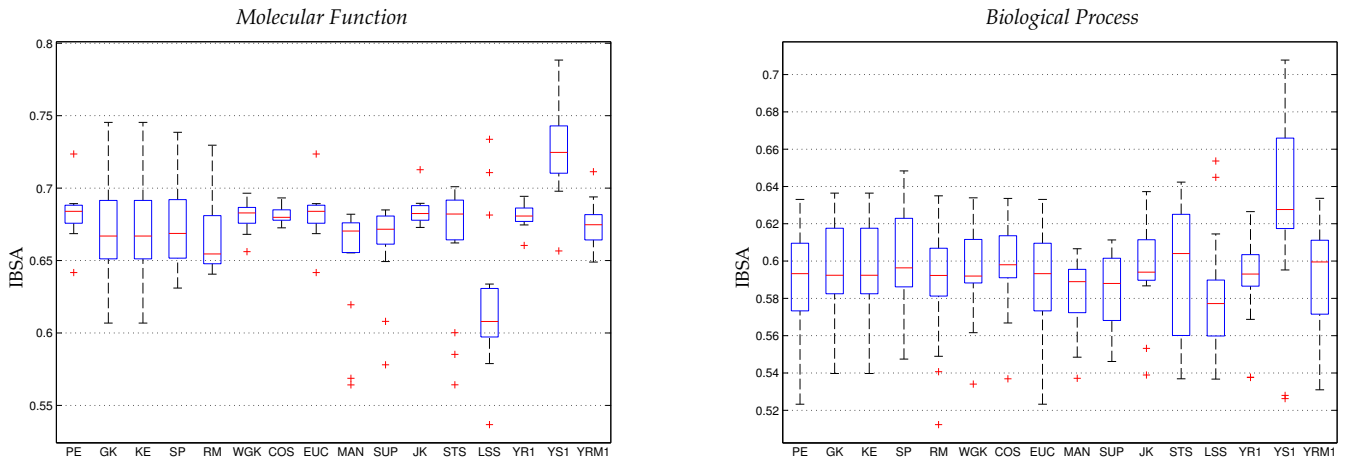 Molecular Function
0.8
0.75
0.7
0.65
0.6
0.55
IBSA
PE GK KE SP RM WGK COS EUC MAN SUP JK STS LSS YR1 YS1 YRM1
Biological Process
0.7
0.68
0.66
0.64
0.62
0.6
0.58
0.56
0.54
0.52
IBSA
PE GK KE SP RM WGK COS EUC MAN SUP JK STS LSS YR1 YS1 YRM1